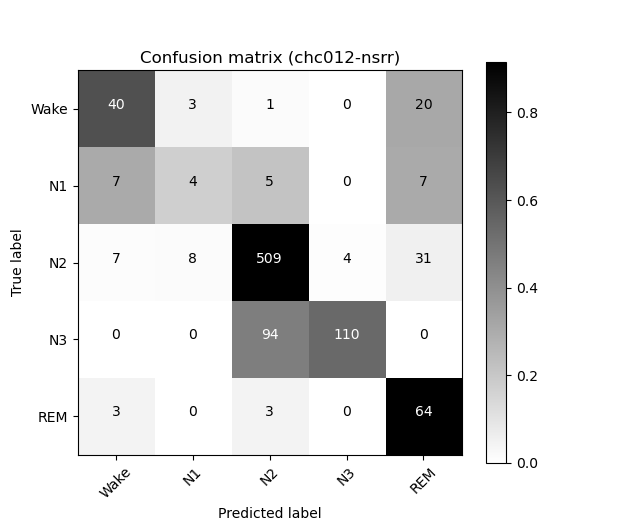 Confusion matrix (chc012-nsrr)
True label
Wake 40 3 1 0 20
N1 7 4 5 0 7
N2 7 8 509 4 31
N3 0 0 94 110 0
REM 3 0 3 0 64
Wake N1 N2 N3 REM
Predicted label
0.8
0.6
0.4
0.2
0.0